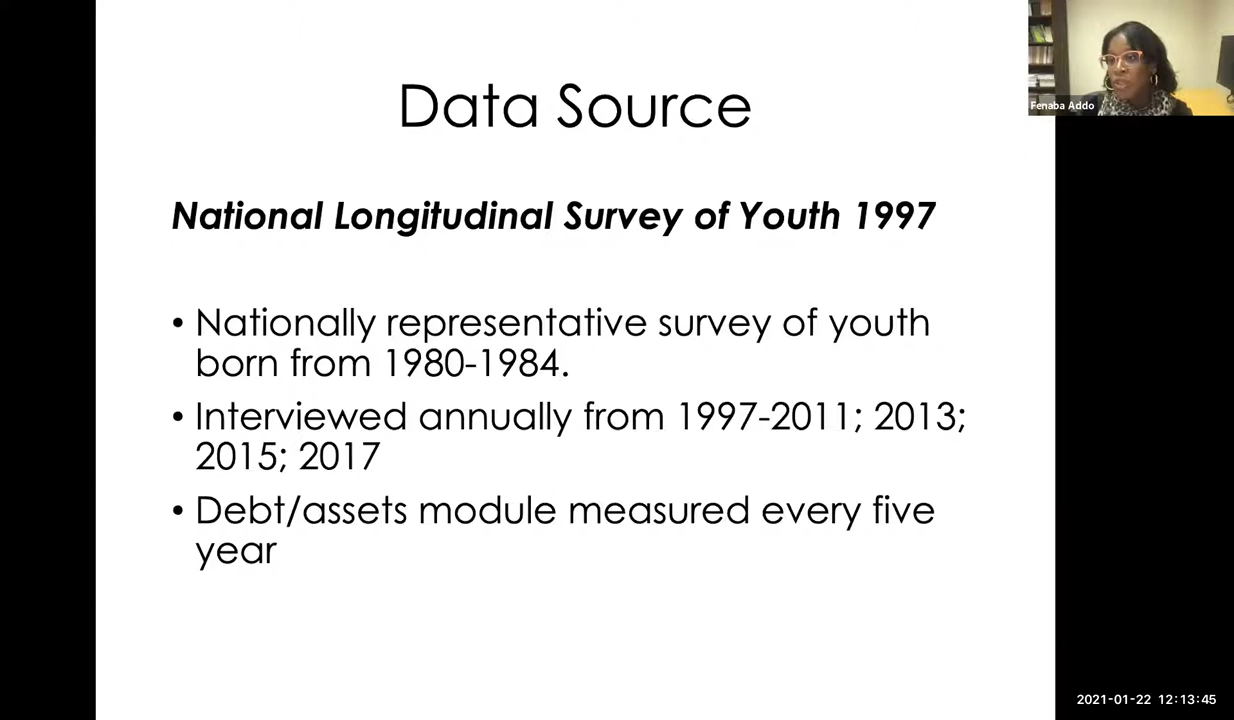 Data Source
National Longitudinal Survey of Youth 1997
• Nationally representative survey of youth
born from 1980-1984.
• Interviewed annually from 1997-2011; 2013;
2015; 2017
• Debt/assets module measured every five
year
Fenaba Addo
2021-01-22 12:13:45